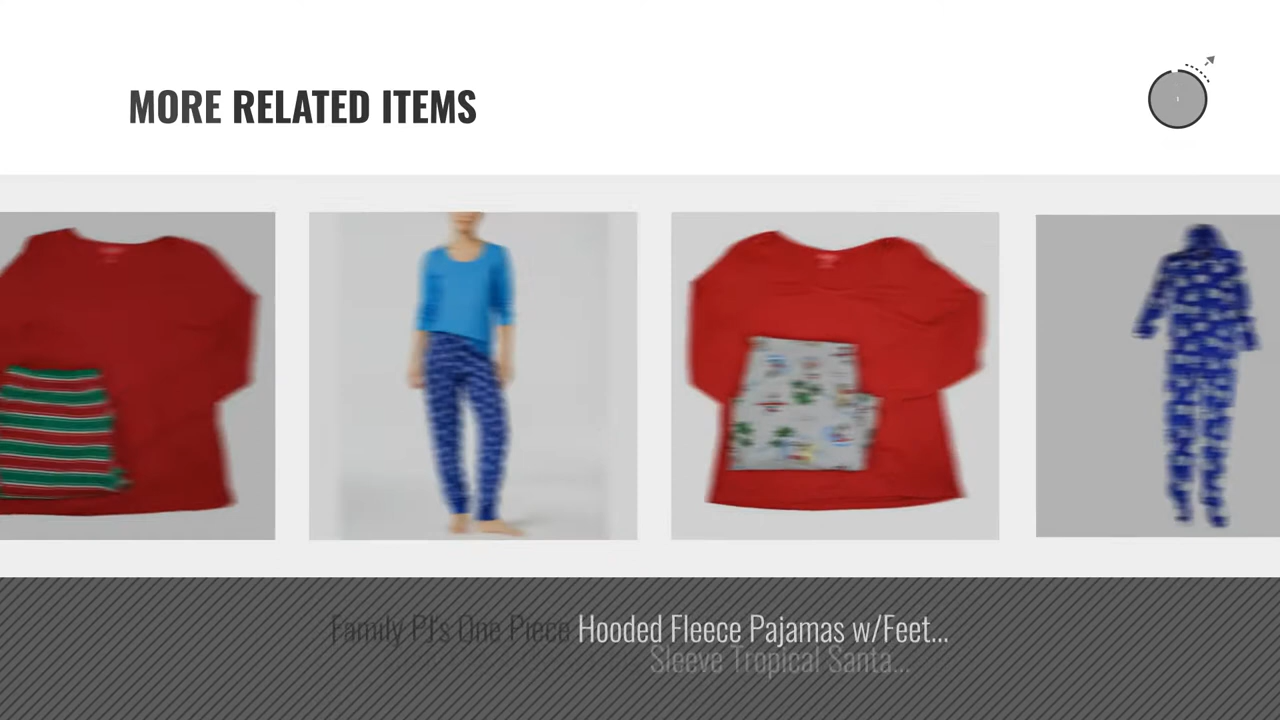 MORE RELATED ITEMS
Family PJ's One Piece Hooded Fleece Pajamas w/Feet...
Sleeve Tropical Santa...